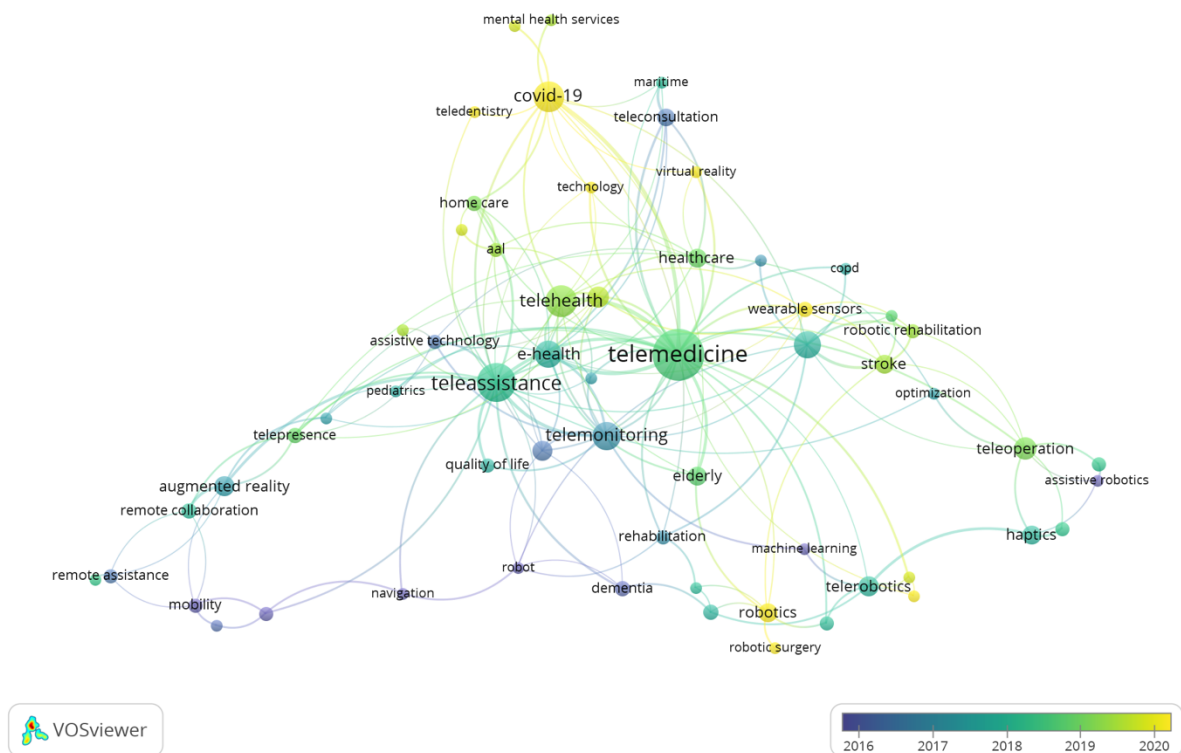 mental health services
covid-19
maritime
teledentistry
teleconsultation
virtual reality
technology
home care
aal
healthcare
copd
telehealth
wearable sensors
robotic rehabilitation
assistive technology
e-health
telemedicine
stroke
teleassistance
pediatrics
optimization
telepresence
telemonitoring
teleoperation
quality of life
elderly
augmented reality
assistive robotics
remote collaboration
rehabilitation
haptics
machine learning
remote assistance
robot
dementia
telerobotics
navigation
mobility
robotics
robotic surgery
VOSviewer
2016 2017 2018 2019 2020